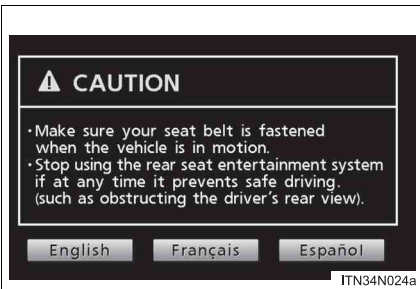 ⚠ CAUTION
·Make sure your seat belt is fastened
when the vehicle is in motion.
·Stop using the rear seat entertainment system
if at any time it prevents safe driving.
(such as obstructing the driver's rear view).
English Français Español
ITN34N024a